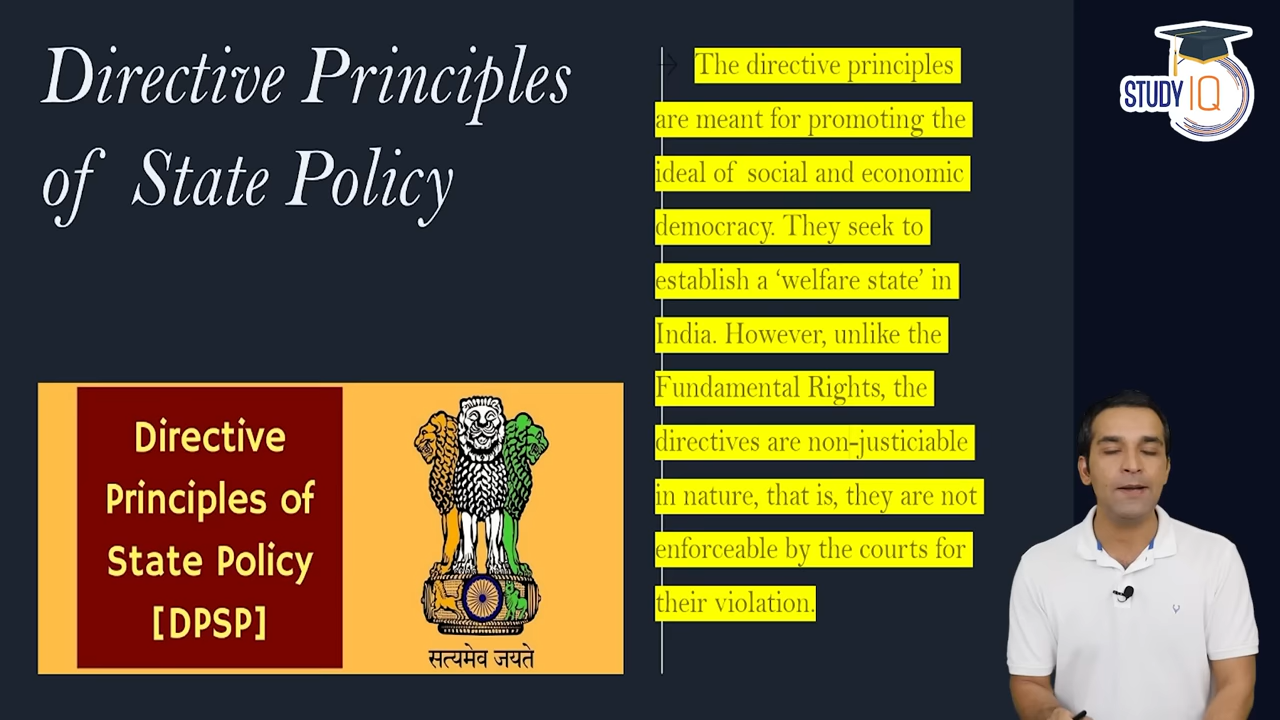 Directive Principles
of State Policy
→ The directive principles
are meant for promoting the
ideal of social and economic
democracy. They seek to
establish a ‘welfare state’ in
India. However, unlike the
Fundamental Rights, the
directives are non-justiciable
in nature, that is, they are not
enforceable by the courts for
their violation.
Directive
Principles of
State Policy
[DPSP]
सत्यमेव जयते
STUDY IQ